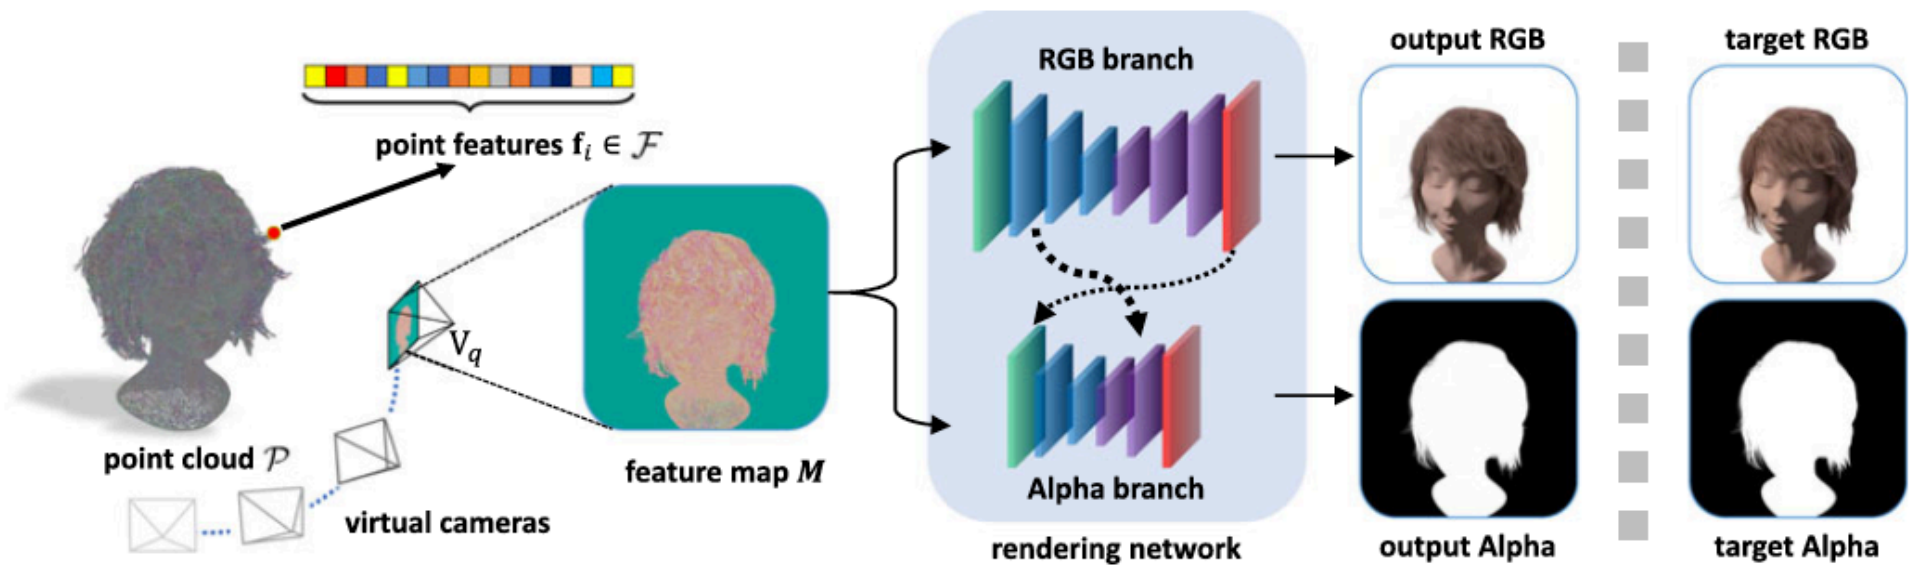 point features f_i ∈ ℱ
point cloud 𝒫
virtual cameras
V_q
feature map M
RGB branch
Alpha branch
rendering network
output RGB
output Alpha
target RGB
target Alpha